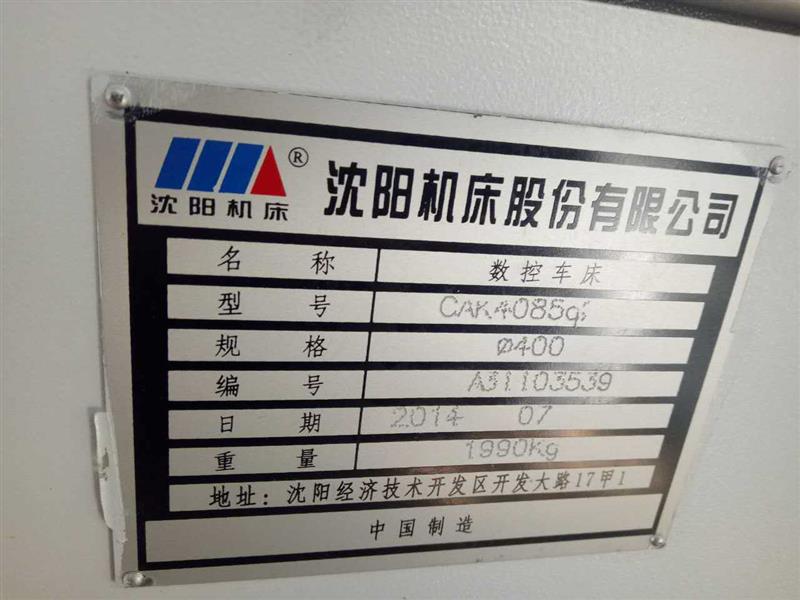 沈阳机床® 沈阳机床股份有限公司
名 称 数控车床
型 号 CAK4085qi
规 格 Ø400
编 号 A31103539
日 期 2014 07
重 量 1990Kg
地址：沈阳经济技术开发区开发大路17甲1
中国制造